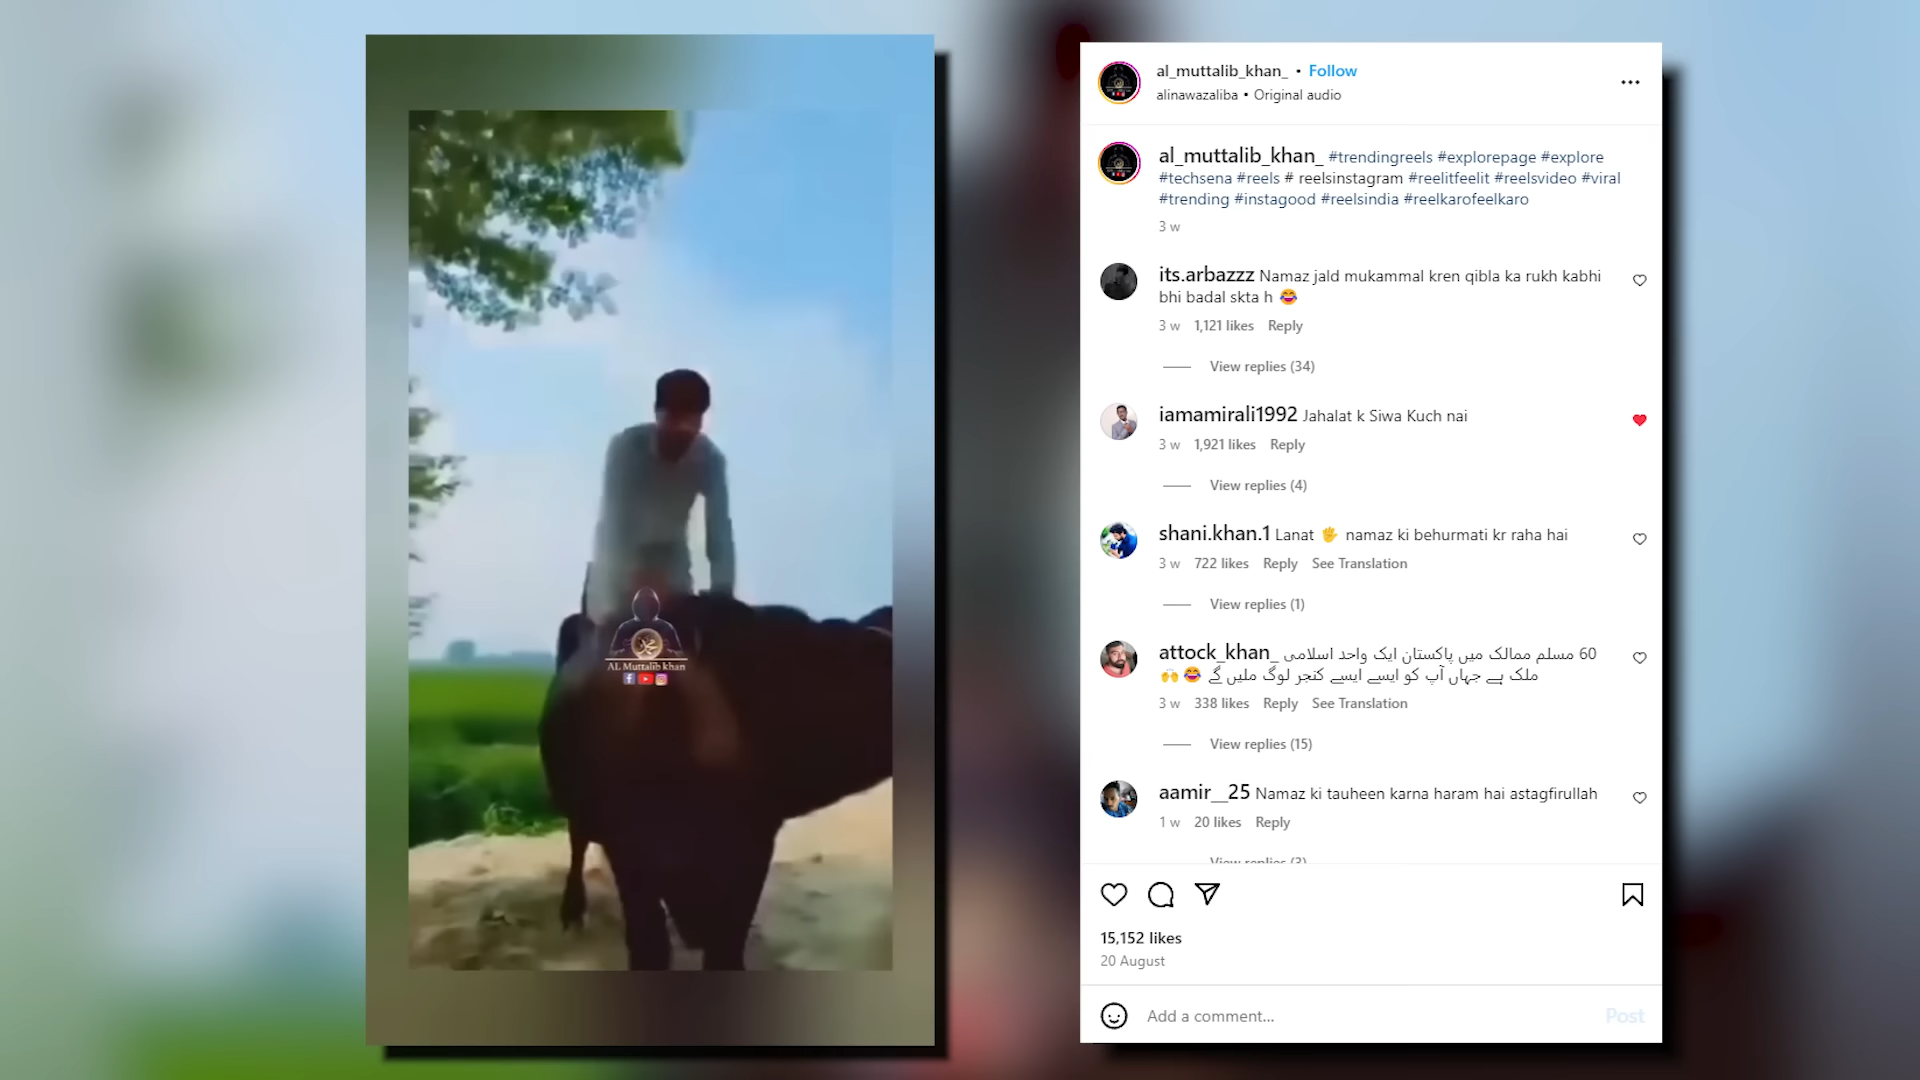 AL Muttalib khan
al_muttalib_khan_ • Follow
alinawazaliba • Original audio
al_muttalib_khan_ #trendingreels #explorepage #explore
#techsena #reels # reelsinstagram #reelitfeelit #reelsvideo #viral
#trending #instagood #reelsindia #reelkarofeelkaro
3 w
its.arbazzz Namaz jald mukammal kren qibla ka rukh kabhi
bhi badal skta h 😂
3 w 1,121 likes Reply
View replies (34)
iamamirali1992 Jahalat k Siwa Kuch nai
3 w 1,921 likes Reply
View replies (4)
shani.khan.1 Lanat 🖐 namaz ki behurmati kr raha hai
3 w 722 likes Reply See Translation
View replies (1)
attock_khan_ 60 مسلم ممالک میں پاکستان ایک واحد اسلامی
ملک ہے جہاں آپ کو ایسے ایسے کنجر لوگ ملیں گے 😂🙌
3 w 338 likes Reply See Translation
View replies (15)
aamir__25 Namaz ki tauheen karna haram hai astagfirullah
1 w 20 likes Reply
View replies (3)
15,152 likes
20 August
Add a comment...
Post